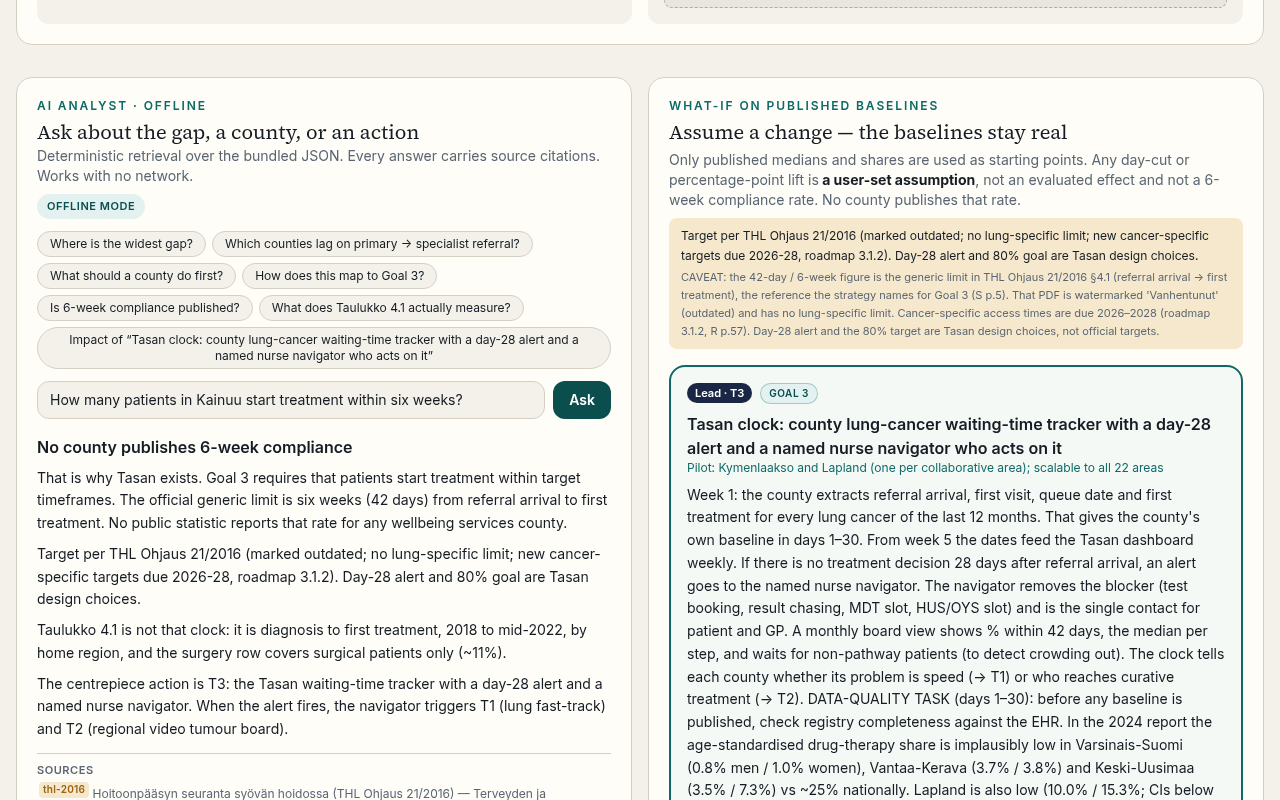 AI ANALYST · OFFLINE
Ask about the gap, a county, or an action
Deterministic retrieval over the bundled JSON. Every answer carries source citations.
Works with no network.
OFFLINE MODE
Where is the widest gap?
Which counties lag on primary → specialist referral?
What should a county do first?
How does this map to Goal 3?
Is 6-week compliance published?
What does Taulukko 4.1 actually measure?
Impact of “Tasan clock: county lung-cancer waiting-time tracker with a day-28 alert and a
named nurse navigator who acts on it”
How many patients in Kainuu start treatment within six weeks?
Ask
No county publishes 6-week compliance
That is why Tasan exists. Goal 3 requires that patients start treatment within target
timeframes. The official generic limit is six weeks (42 days) from referral arrival to first
treatment. No public statistic reports that rate for any wellbeing services county.
Target per THL Ohjaus 21/2016 (marked outdated; no lung-specific limit; new cancer-
specific targets due 2026-28, roadmap 3.1.2). Day-28 alert and 80% goal are Tasan
design choices.
Taulukko 4.1 is not that clock: it is diagnosis to first treatment, 2018 to mid-2022, by
home region, and the surgery row covers surgical patients only (~11%).
The centrepiece action is T3: the Tasan waiting-time tracker with a day-28 alert and a
named nurse navigator. When the alert fires, the navigator triggers T1 (lung fast-track)
and T2 (regional video tumour board).
SOURCES
thl-2016 Hoitoonpääsyn seuranta syövän hoidossa (THL Ohjaus 21/2016) — Terveyden ja
WHAT-IF ON PUBLISHED BASELINES
Assume a change — the baselines stay real
Only published medians and shares are used as starting points. Any day-cut or
percentage-point lift is a user-set assumption, not an evaluated effect and not a 6-
week compliance rate. No county publishes that rate.
Target per THL Ohjaus 21/2016 (marked outdated; no lung-specific limit; new cancer-specific
targets due 2026-28, roadmap 3.1.2). Day-28 alert and 80% goal are Tasan design choices.
CAVEAT: the 42-day / 6-week figure is the generic limit in THL Ohjaus 21/2016 §4.1 (referral arrival → first
treatment), the reference the strategy names for Goal 3 (S p.5). That PDF is watermarked 'Vanhentunut'
(outdated) and has no lung-specific limit. Cancer-specific access times are due 2026–2028 (roadmap
3.1.2, R p.57). Day-28 alert and the 80% target are Tasan design choices, not official targets.
Lead · T3
GOAL 3
Tasan clock: county lung-cancer waiting-time tracker with a day-28
alert and a named nurse navigator who acts on it
Pilot: Kymenlaakso and Lapland (one per collaborative area); scalable to all 22 areas
Week 1: the county extracts referral arrival, first visit, queue date and first
treatment for every lung cancer of the last 12 months. That gives the county's
own baseline in days 1–30. From week 5 the dates feed the Tasan dashboard
weekly. If there is no treatment decision 28 days after referral arrival, an alert
goes to the named nurse navigator. The navigator removes the blocker (test
booking, result chasing, MDT slot, HUS/OYS slot) and is the single contact for
patient and GP. A monthly board view shows % within 42 days, the median per
step, and waits for non-pathway patients (to detect crowding out). The clock tells
each county whether its problem is speed (→ T1) or who reaches curative
treatment (→ T2). DATA-QUALITY TASK (days 1–30): before any baseline is
published, check registry completeness against the EHR. In the 2024 report the
age-standardised drug-therapy share is implausibly low in Varsinais-Suomi
(0.8% men / 1.0% women), Vantaa-Kerava (3.7% / 3.8%) and Keski-Uusimaa
(3.5% / 7.3%) vs ~25% nationally. Lapland is also low (10.0% / 15.3%; CIs below